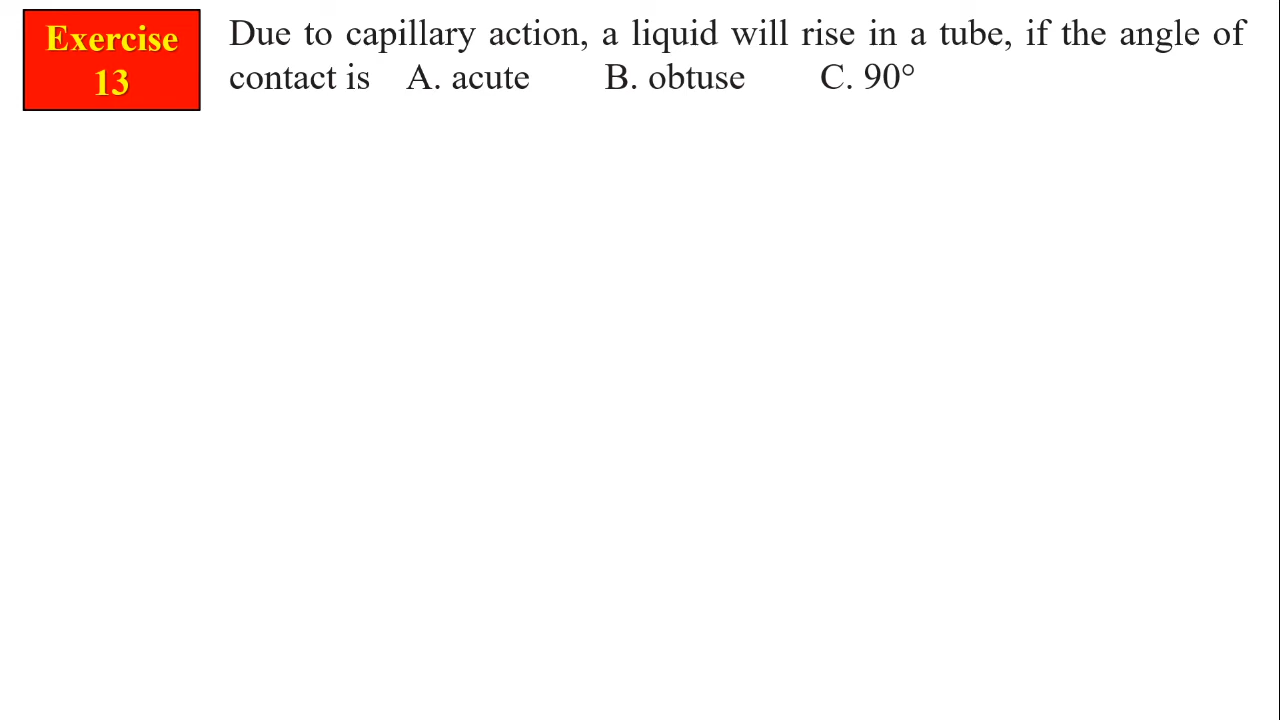 Exercise
13
Due to capillary action, a liquid will rise in a tube, if the angle of
contact is A. acute B. obtuse C. 90°